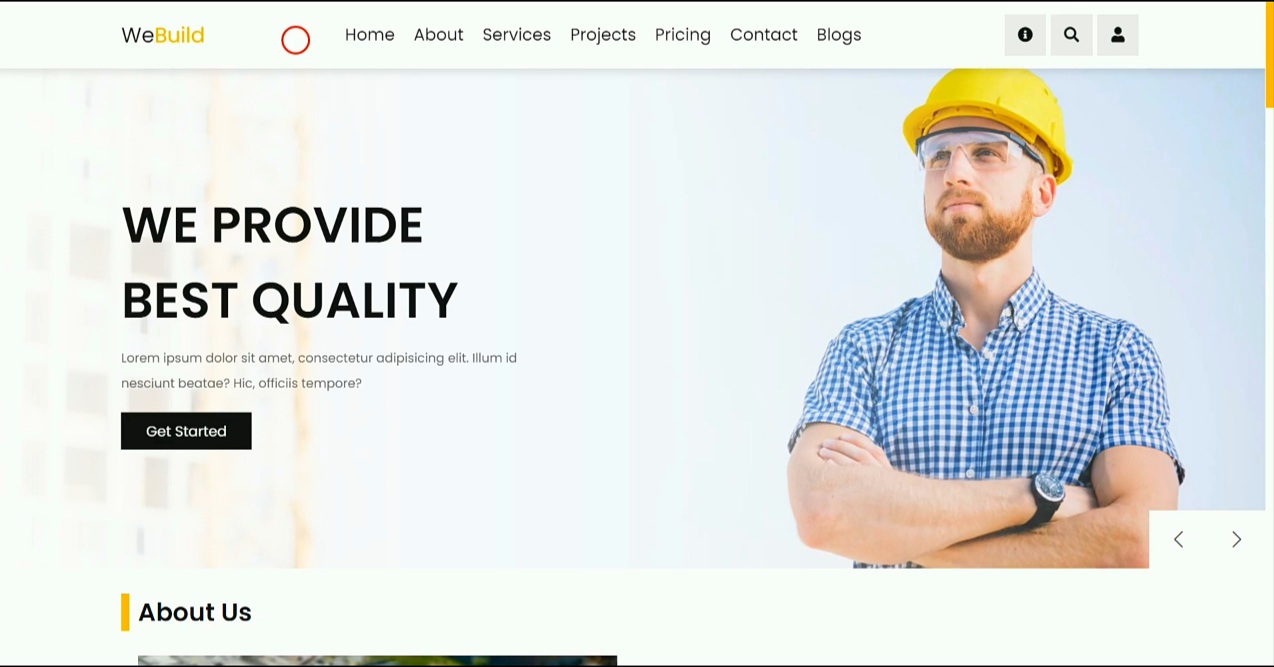 WeBuild
Home About Services Projects Pricing Contact Blogs
WE PROVIDE
BEST QUALITY
Lorem ipsum dolor sit amet, consectetur adipisicing elit. Illum id
nesciunt beatae? Hic, officiis tempore?
Get Started
About Us